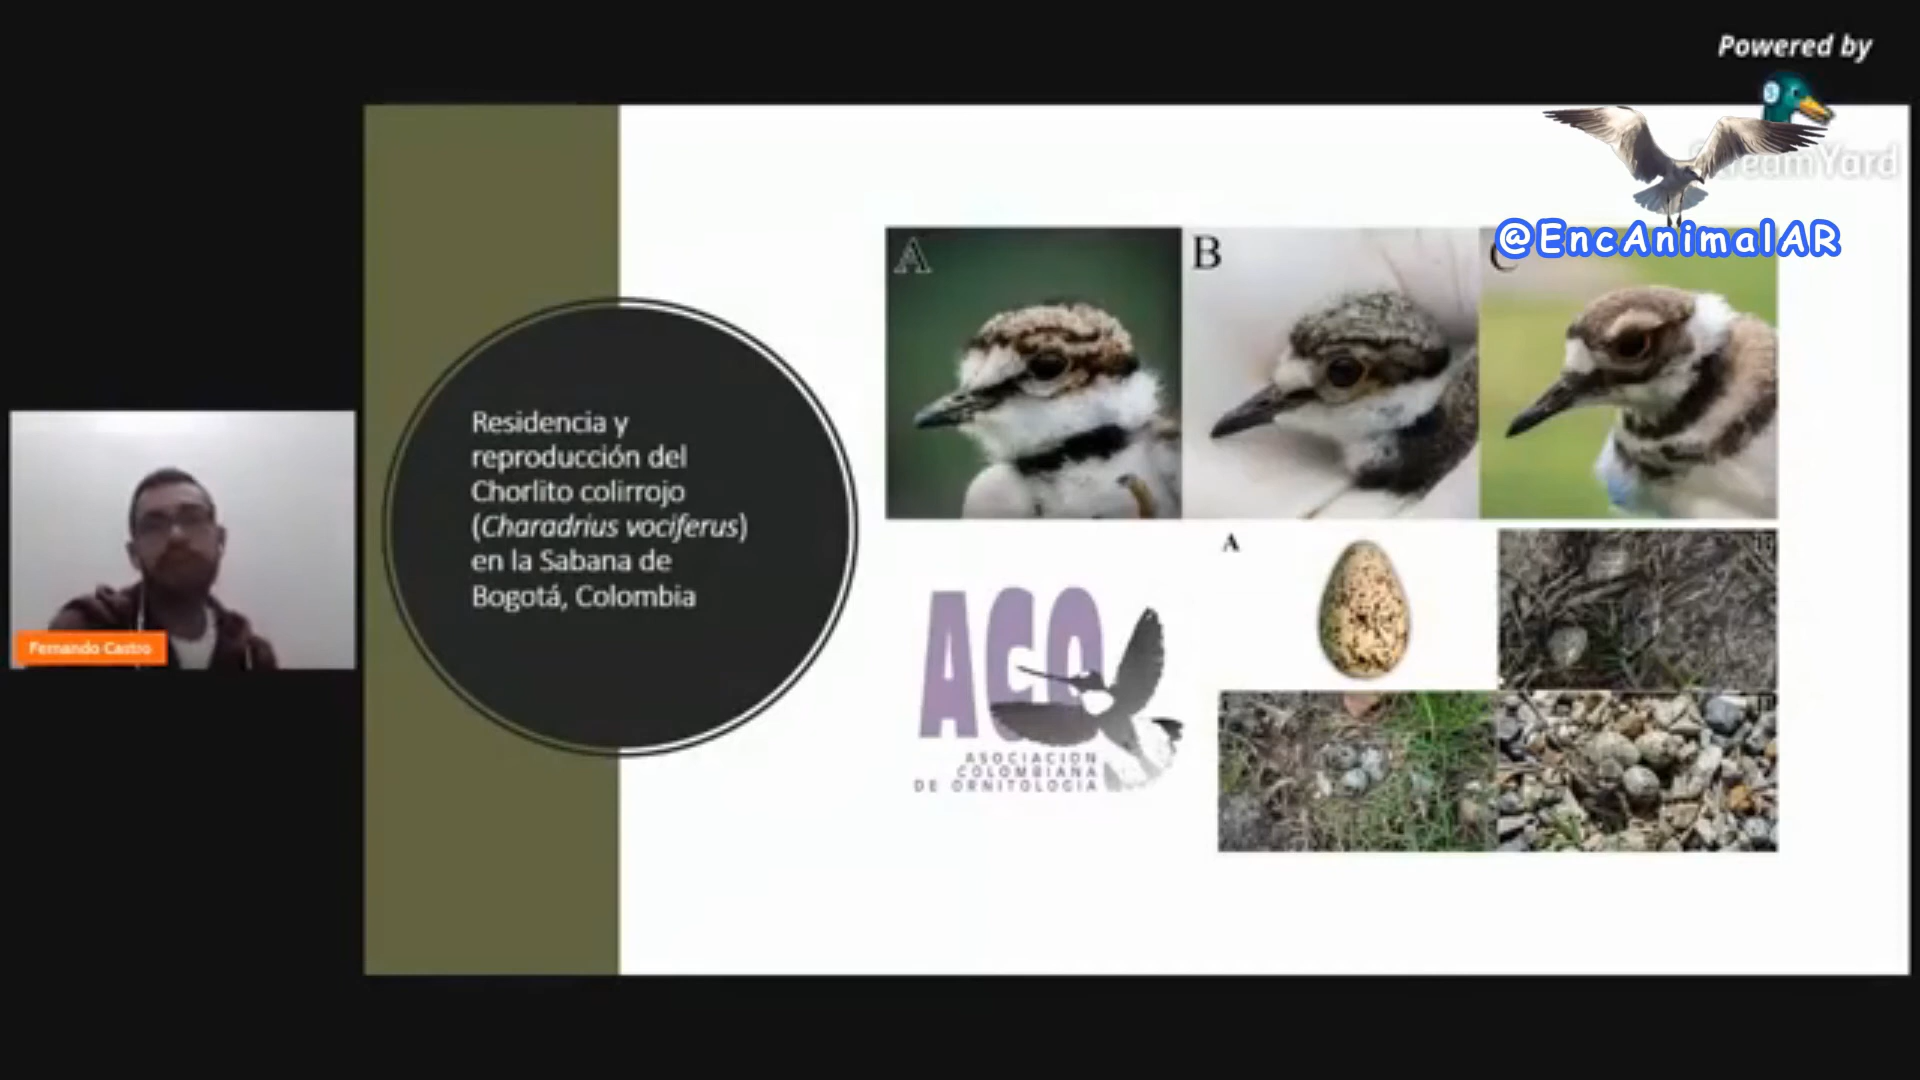 Powered by
StreamYard
@EncAnimalAR
A
B
C
Residencia y
reproducción del
Chorlito colirrojo
(Charadrius vociferus)
en la Sabana de
Bogotá, Colombia
A
ACO
ASOCIACION
COLOMBIANA
DE ORNITOLOGIA
Fernando Castro